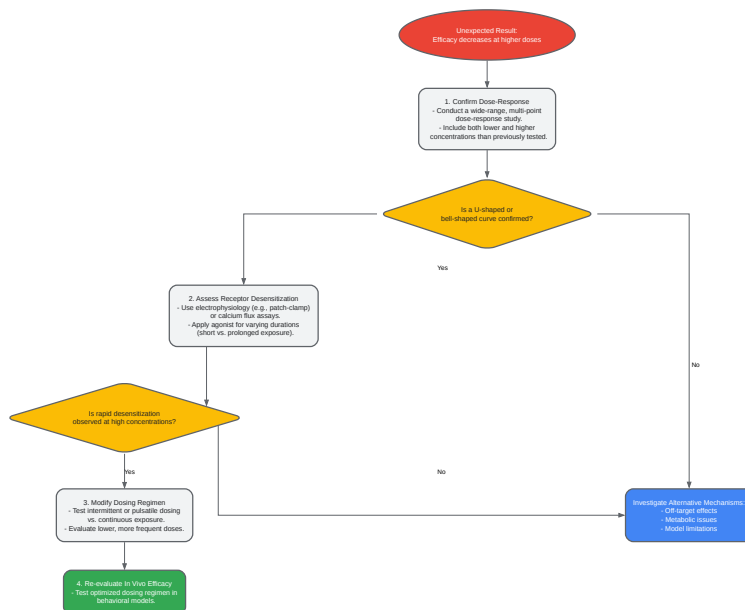 Unexpected Result:
Efficacy decreases at higher doses
1. Confirm Dose-Response
- Conduct a wide-range, multi-point
dose-response study.
- Include both lower and higher
concentrations than previously tested.
Is a U-shaped or
bell-shaped curve confirmed?
Yes
2. Assess Receptor Desensitization
- Use electrophysiology (e.g., patch-clamp)
or calcium flux assays.
- Apply agonist for varying durations
(short vs. prolonged exposure).
No
Is rapid desensitization
observed at high concentrations?
Yes
No
3. Modify Dosing Regimen
- Test intermittent or pulsatile dosing
vs. continuous exposure.
- Evaluate lower, more frequent doses.
Investigate Alternative Mechanisms:
- Off-target effects
- Metabolic issues
- Model limitations
4. Re-evaluate In Vivo Efficacy
- Test optimized dosing regimen in
behavioral models.